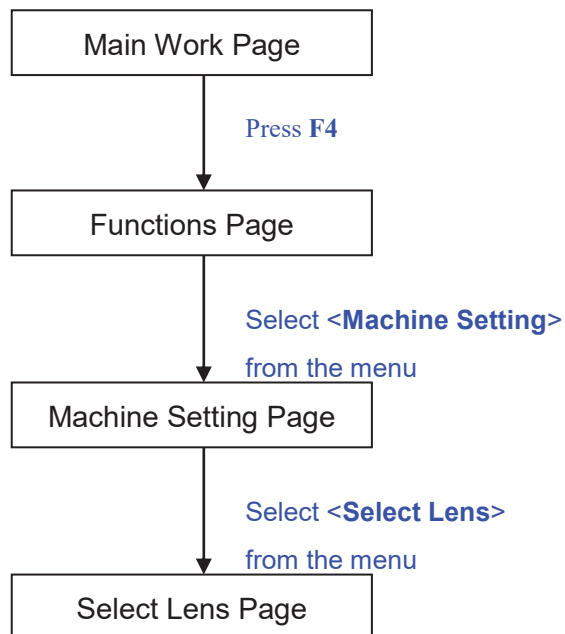 Main Work Page
Press F4
Functions Page
Select <Machine Setting>
from the menu
Machine Setting Page
Select <Select Lens>
from the menu
Select Lens Page